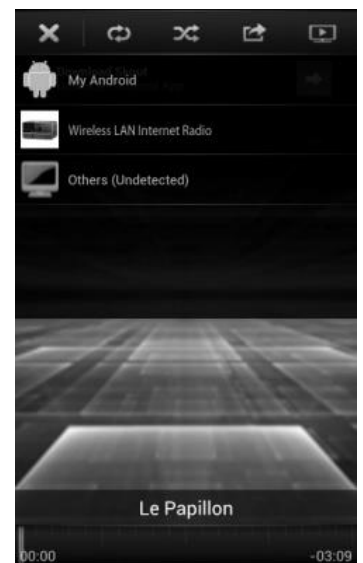 My Android
Wireless LAN Internet Radio
Others (Undetected)
Le Papillon
00:00 -03:09